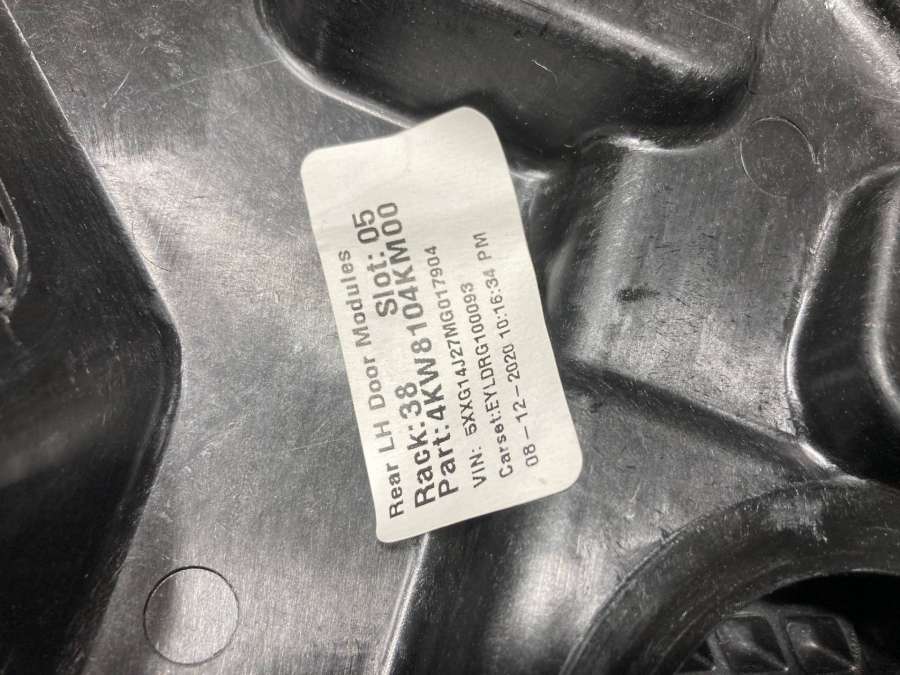 Rear LH Door Modules
Rack:38 Slot:05
Part:4KW8104KM00
VIN: 5XXG14J27MG017904
Carset:EYLDRG100093
08-12-2020 10:16:34 PM